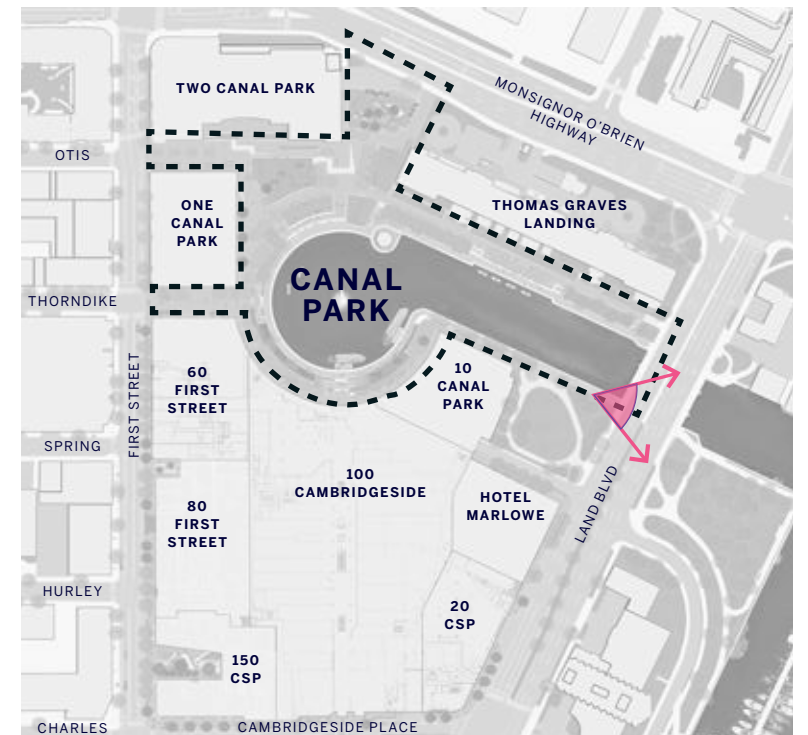 TWO CANAL PARK
MONSIGNOR O'BRIEN
HIGHWAY
OTIS
ONE
CANAL
PARK
THOMAS GRAVES
LANDING
CANAL
PARK
THORNDIKE
FIRST STREET
60
FIRST
STREET
10
CANAL
PARK
SPRING
100
CAMBRIDGESIDE
HOTEL
MARLOWE
LAND BLVD
80
FIRST
STREET
HURLEY
20
CSP
150
CSP
CHARLES
CAMBRIDGESIDE PLACE